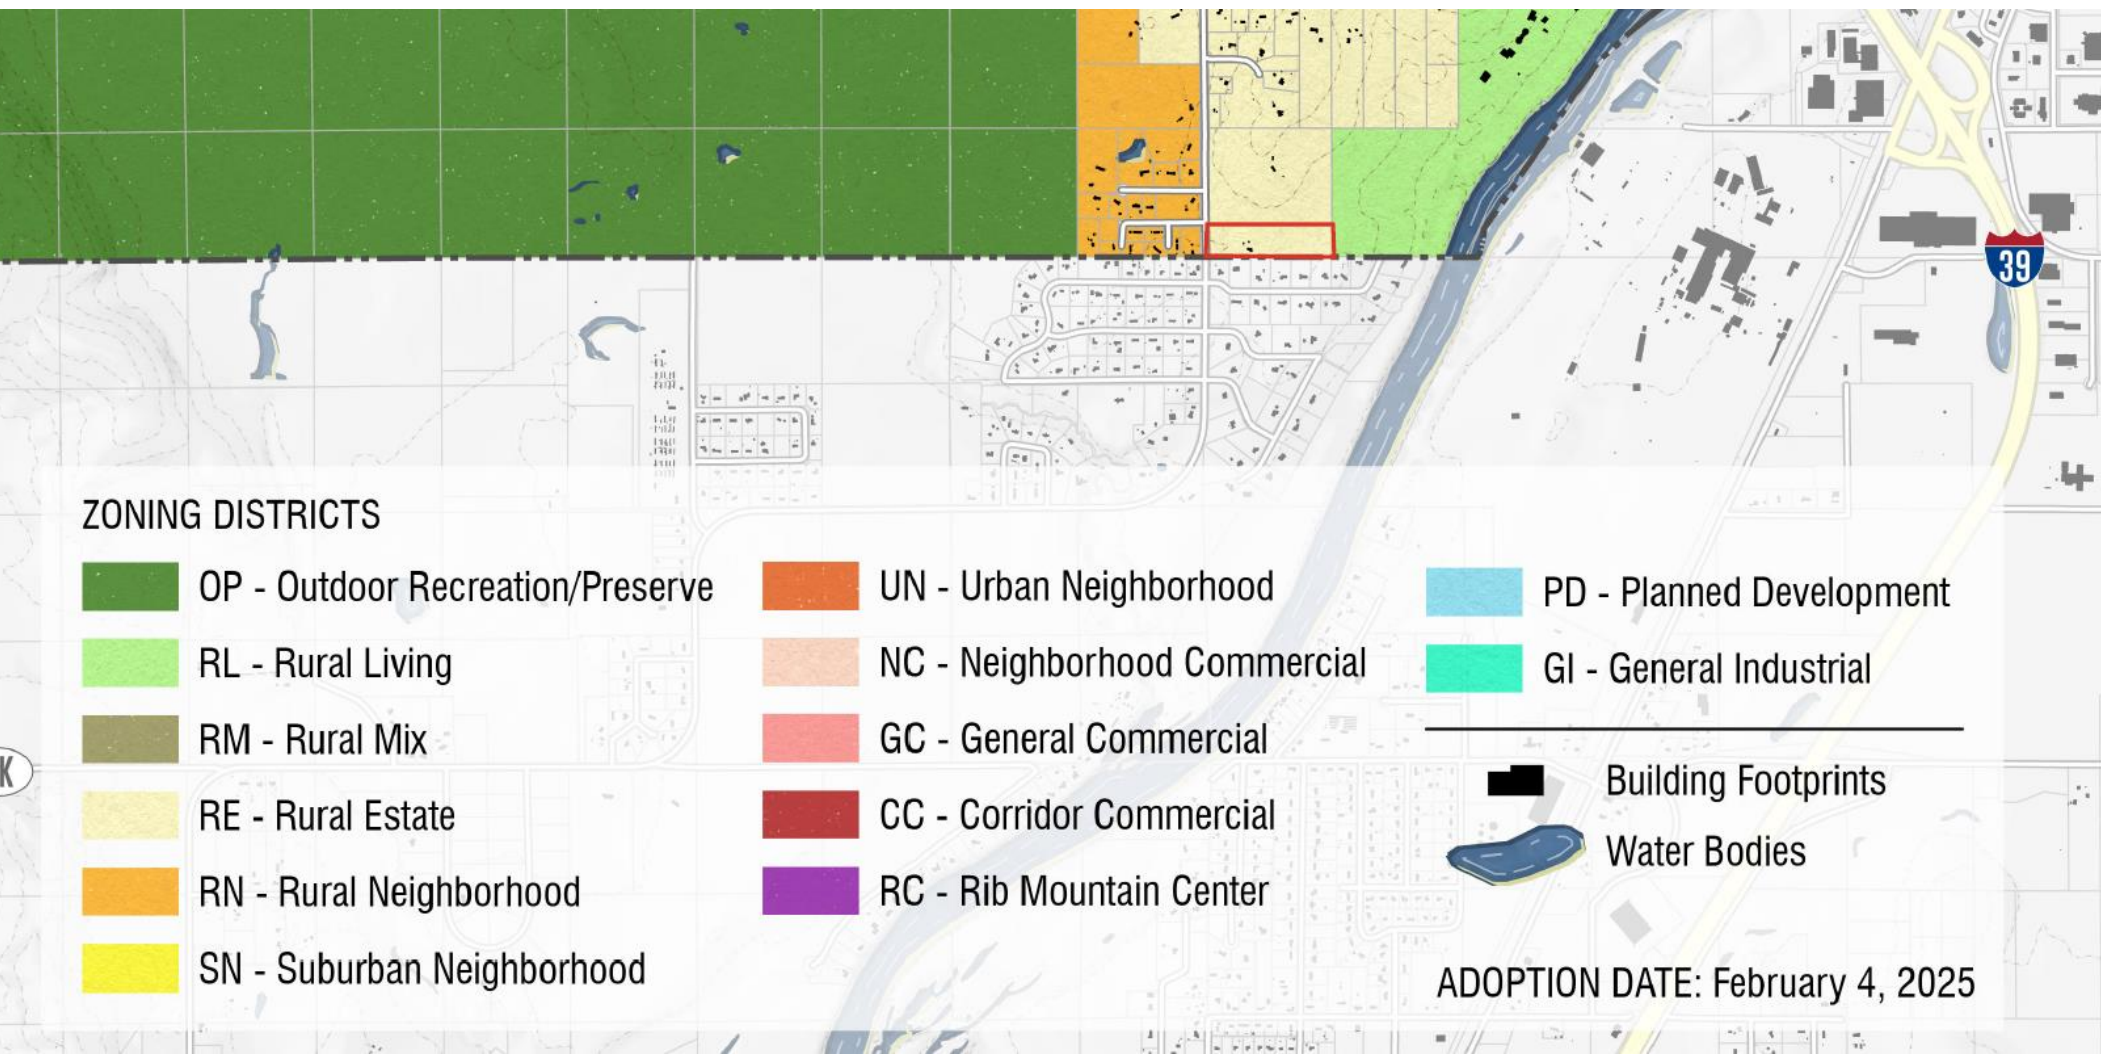 39
ZONING DISTRICTS
OP - Outdoor Recreation/Preserve
RL - Rural Living
RM - Rural Mix
RE - Rural Estate
RN - Rural Neighborhood
SN - Suburban Neighborhood
UN - Urban Neighborhood
NC - Neighborhood Commercial
GC - General Commercial
CC - Corridor Commercial
RC - Rib Mountain Center
PD - Planned Development
GI - General Industrial
Building Footprints
Water Bodies
ADOPTION DATE: February 4, 2025